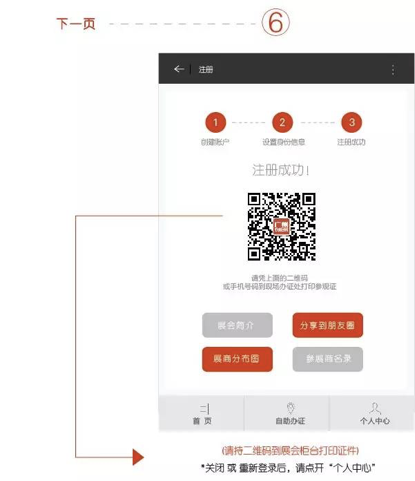 下一页 ⑥
← 注册
1 2 3
创建账户 设置身份信息 注册成功
注册成功!
请凭上面的二维码
或手机号码到现场办证处打印参观证
展会简介 分享到朋友圈
展商分布图 参展商名录
首 页 自助办证 个人中心
(请持二维码到展会柜台打印证件)
*关闭 或 重新登录后，请点开“个人中心”